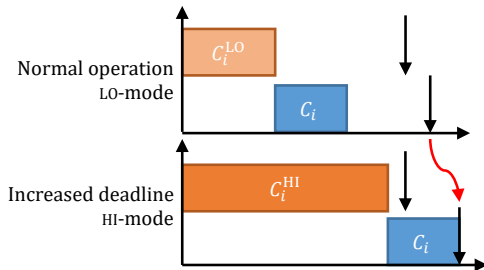 C_i^LO
Normal operation
LO-mode
C_i
C_i^HI
Increased deadline
HI-mode
C_i